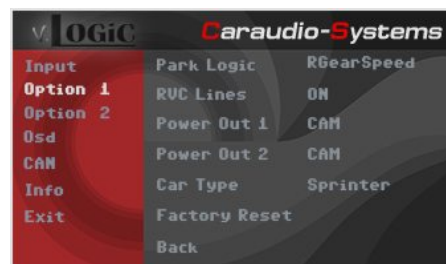 v.LOGiC Caraudio-Systems
Input
Option 1
Option 2
Osd
CAN
Info
Exit
Park Logic RGearSpeed
RVC Lines ON
Power Out 1 CAM
Power Out 2 CAM
Car Type Sprinter
Factory Reset
Back